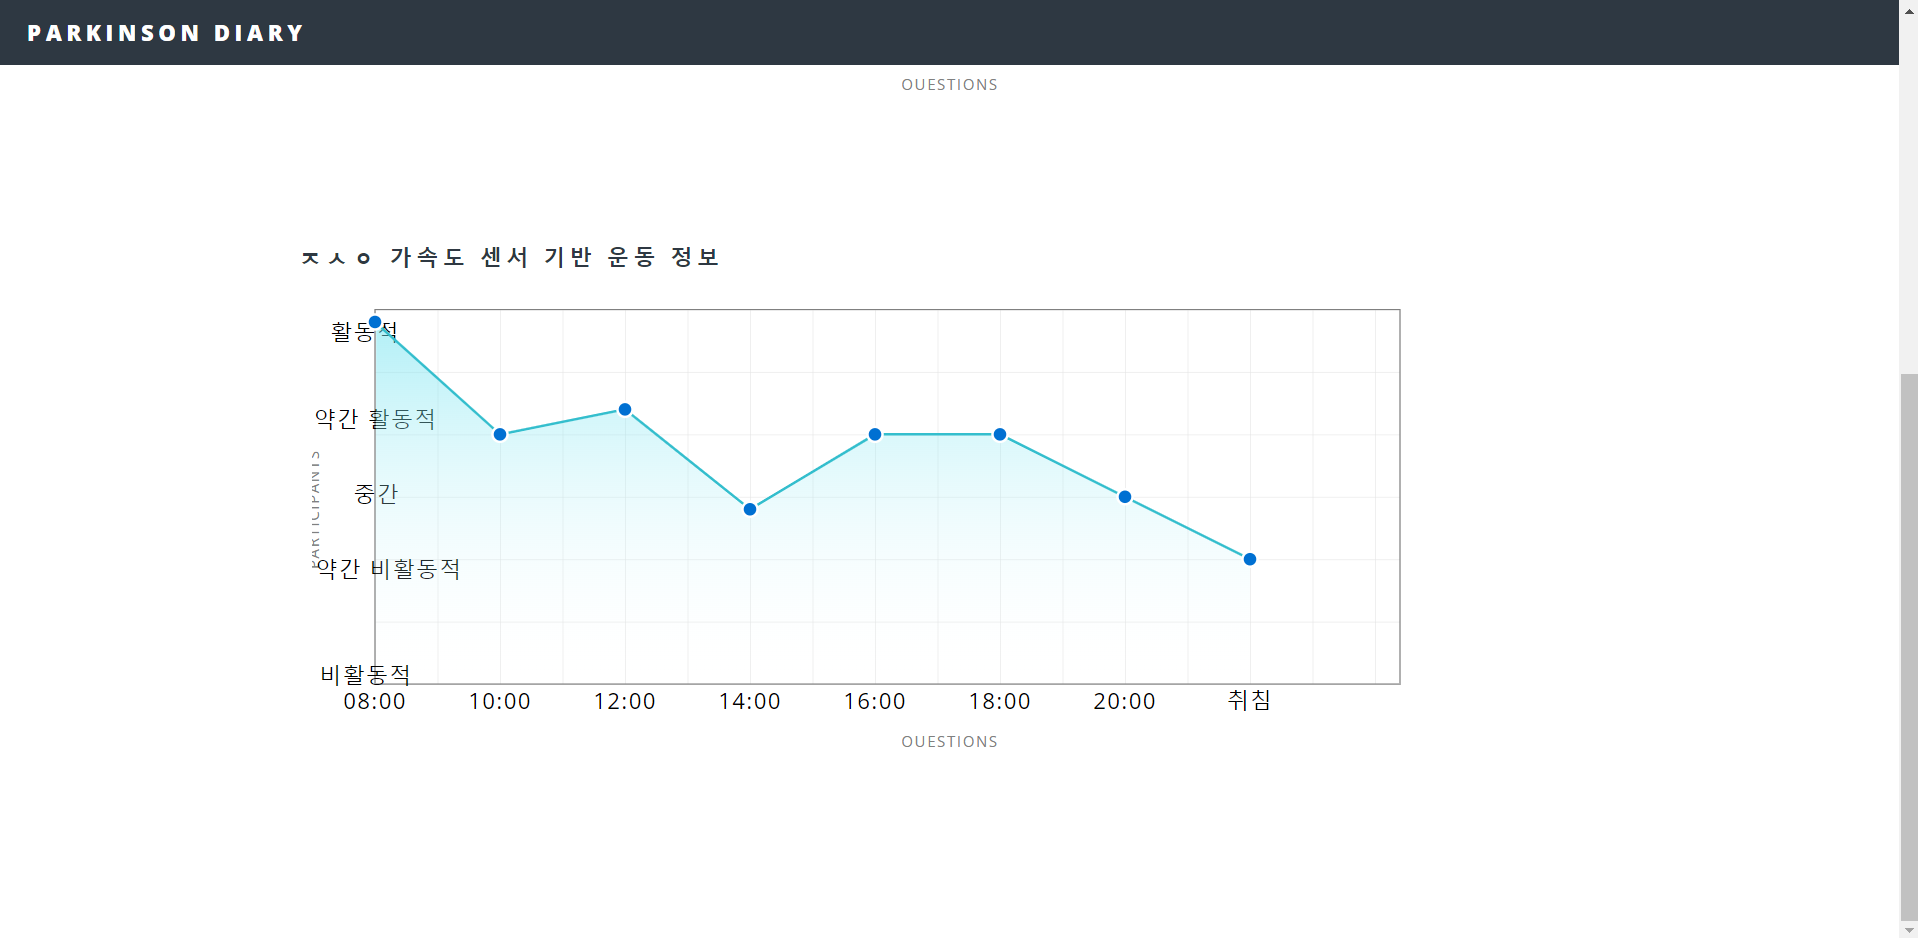 PARKINSON DIARY
QUESTIONS
ㅈㅅㅇ 가속도 센서 기반 운동 정보
활동적
약간 활동적
중간
약간 비활동적
비활동적
PARTICIPANTS
08:00 10:00 12:00 14:00 16:00 18:00 20:00 취침
QUESTIONS